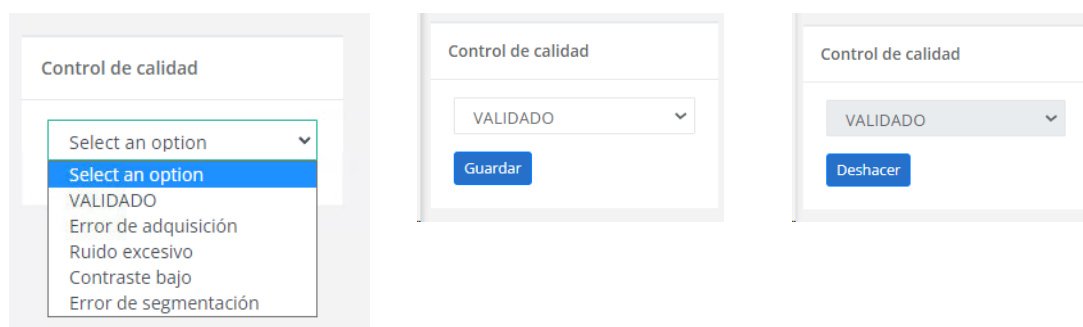 Control de calidad
Select an option
Select an option
VALIDADO
Error de adquisición
Ruido excesivo
Contraste bajo
Error de segmentación
Control de calidad
VALIDADO
Guardar
Control de calidad
VALIDADO
Deshacer